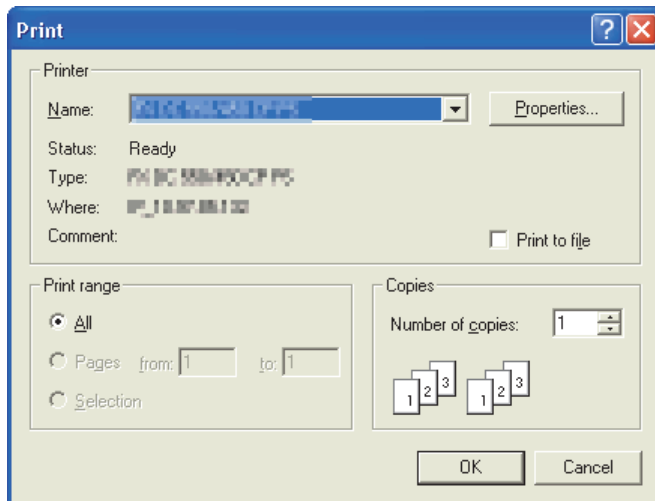 Print
Printer
Name:
Properties...
Status: Ready
Type:
Where:
Comment:
Print to file
Print range
All
Pages from: 1 to: 1
Selection
Copies
Number of copies: 1
1 2 3 1 2 3
OK Cancel